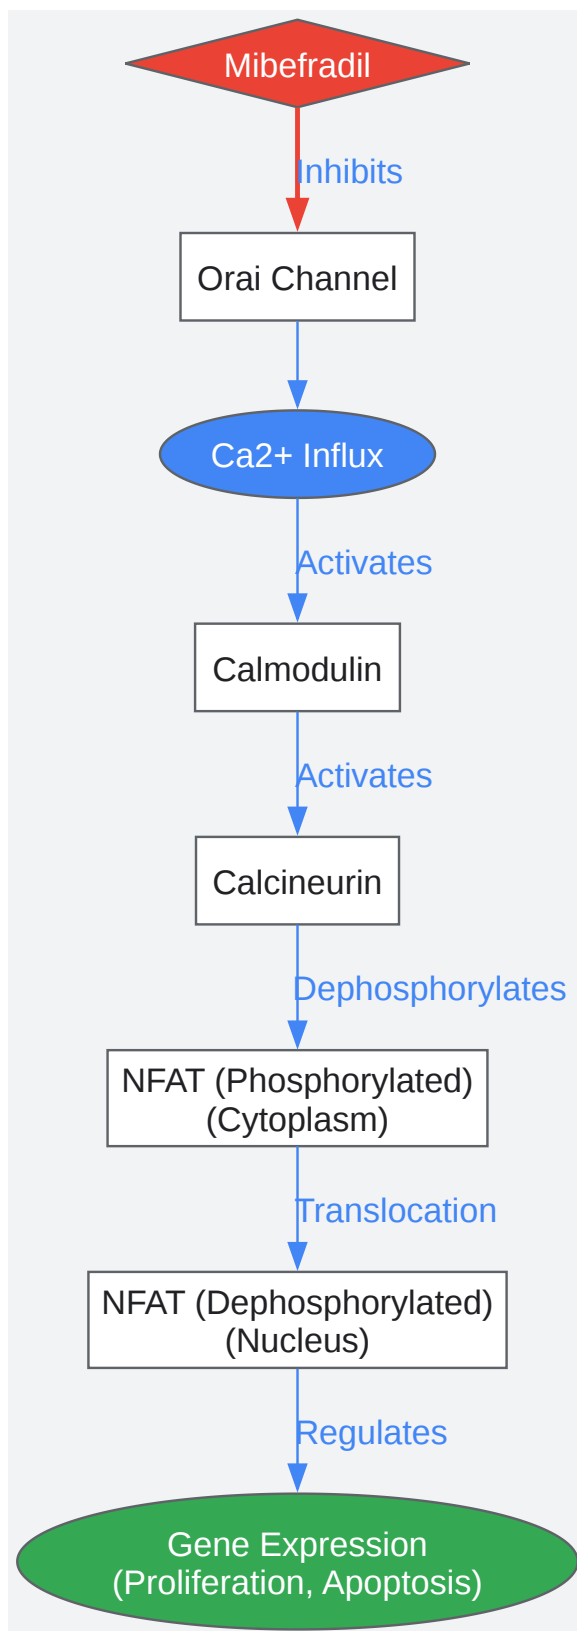 Mibefradil
Inhibits
Orai Channel
Ca2+ Influx
Activates
Calmodulin
Activates
Calcineurin
Dephosphorylates
NFAT (Phosphorylated)
(Cytoplasm)
Translocation
NFAT (Dephosphorylated)
(Nucleus)
Regulates
Gene Expression
(Proliferation, Apoptosis)